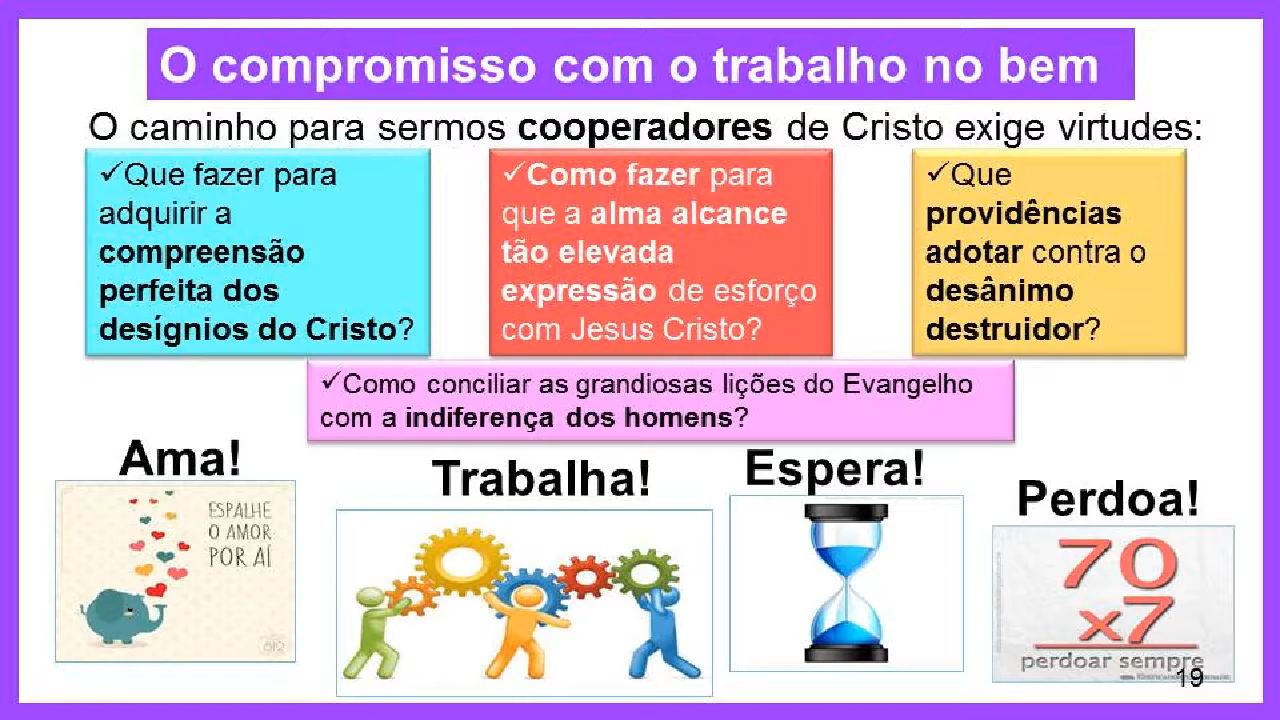 O compromisso com o trabalho no bem
O caminho para sermos cooperadores de Cristo exige virtudes:
✓Que fazer para
adquirir a
compreensão
perfeita dos
desígnios do Cristo?
✓Como fazer para
que a alma alcance
tão elevada
expressão de esforço
com Jesus Cristo?
✓Que
providências
adotar contra o
desânimo
destruidor?
✓Como conciliar as grandiosas lições do Evangelho
com a indiferença dos homens?
Ama!
Trabalha!
Espera!
Perdoa!
ESPALHE
O AMOR
POR AÍ
70
x7
perdoar sempre
19